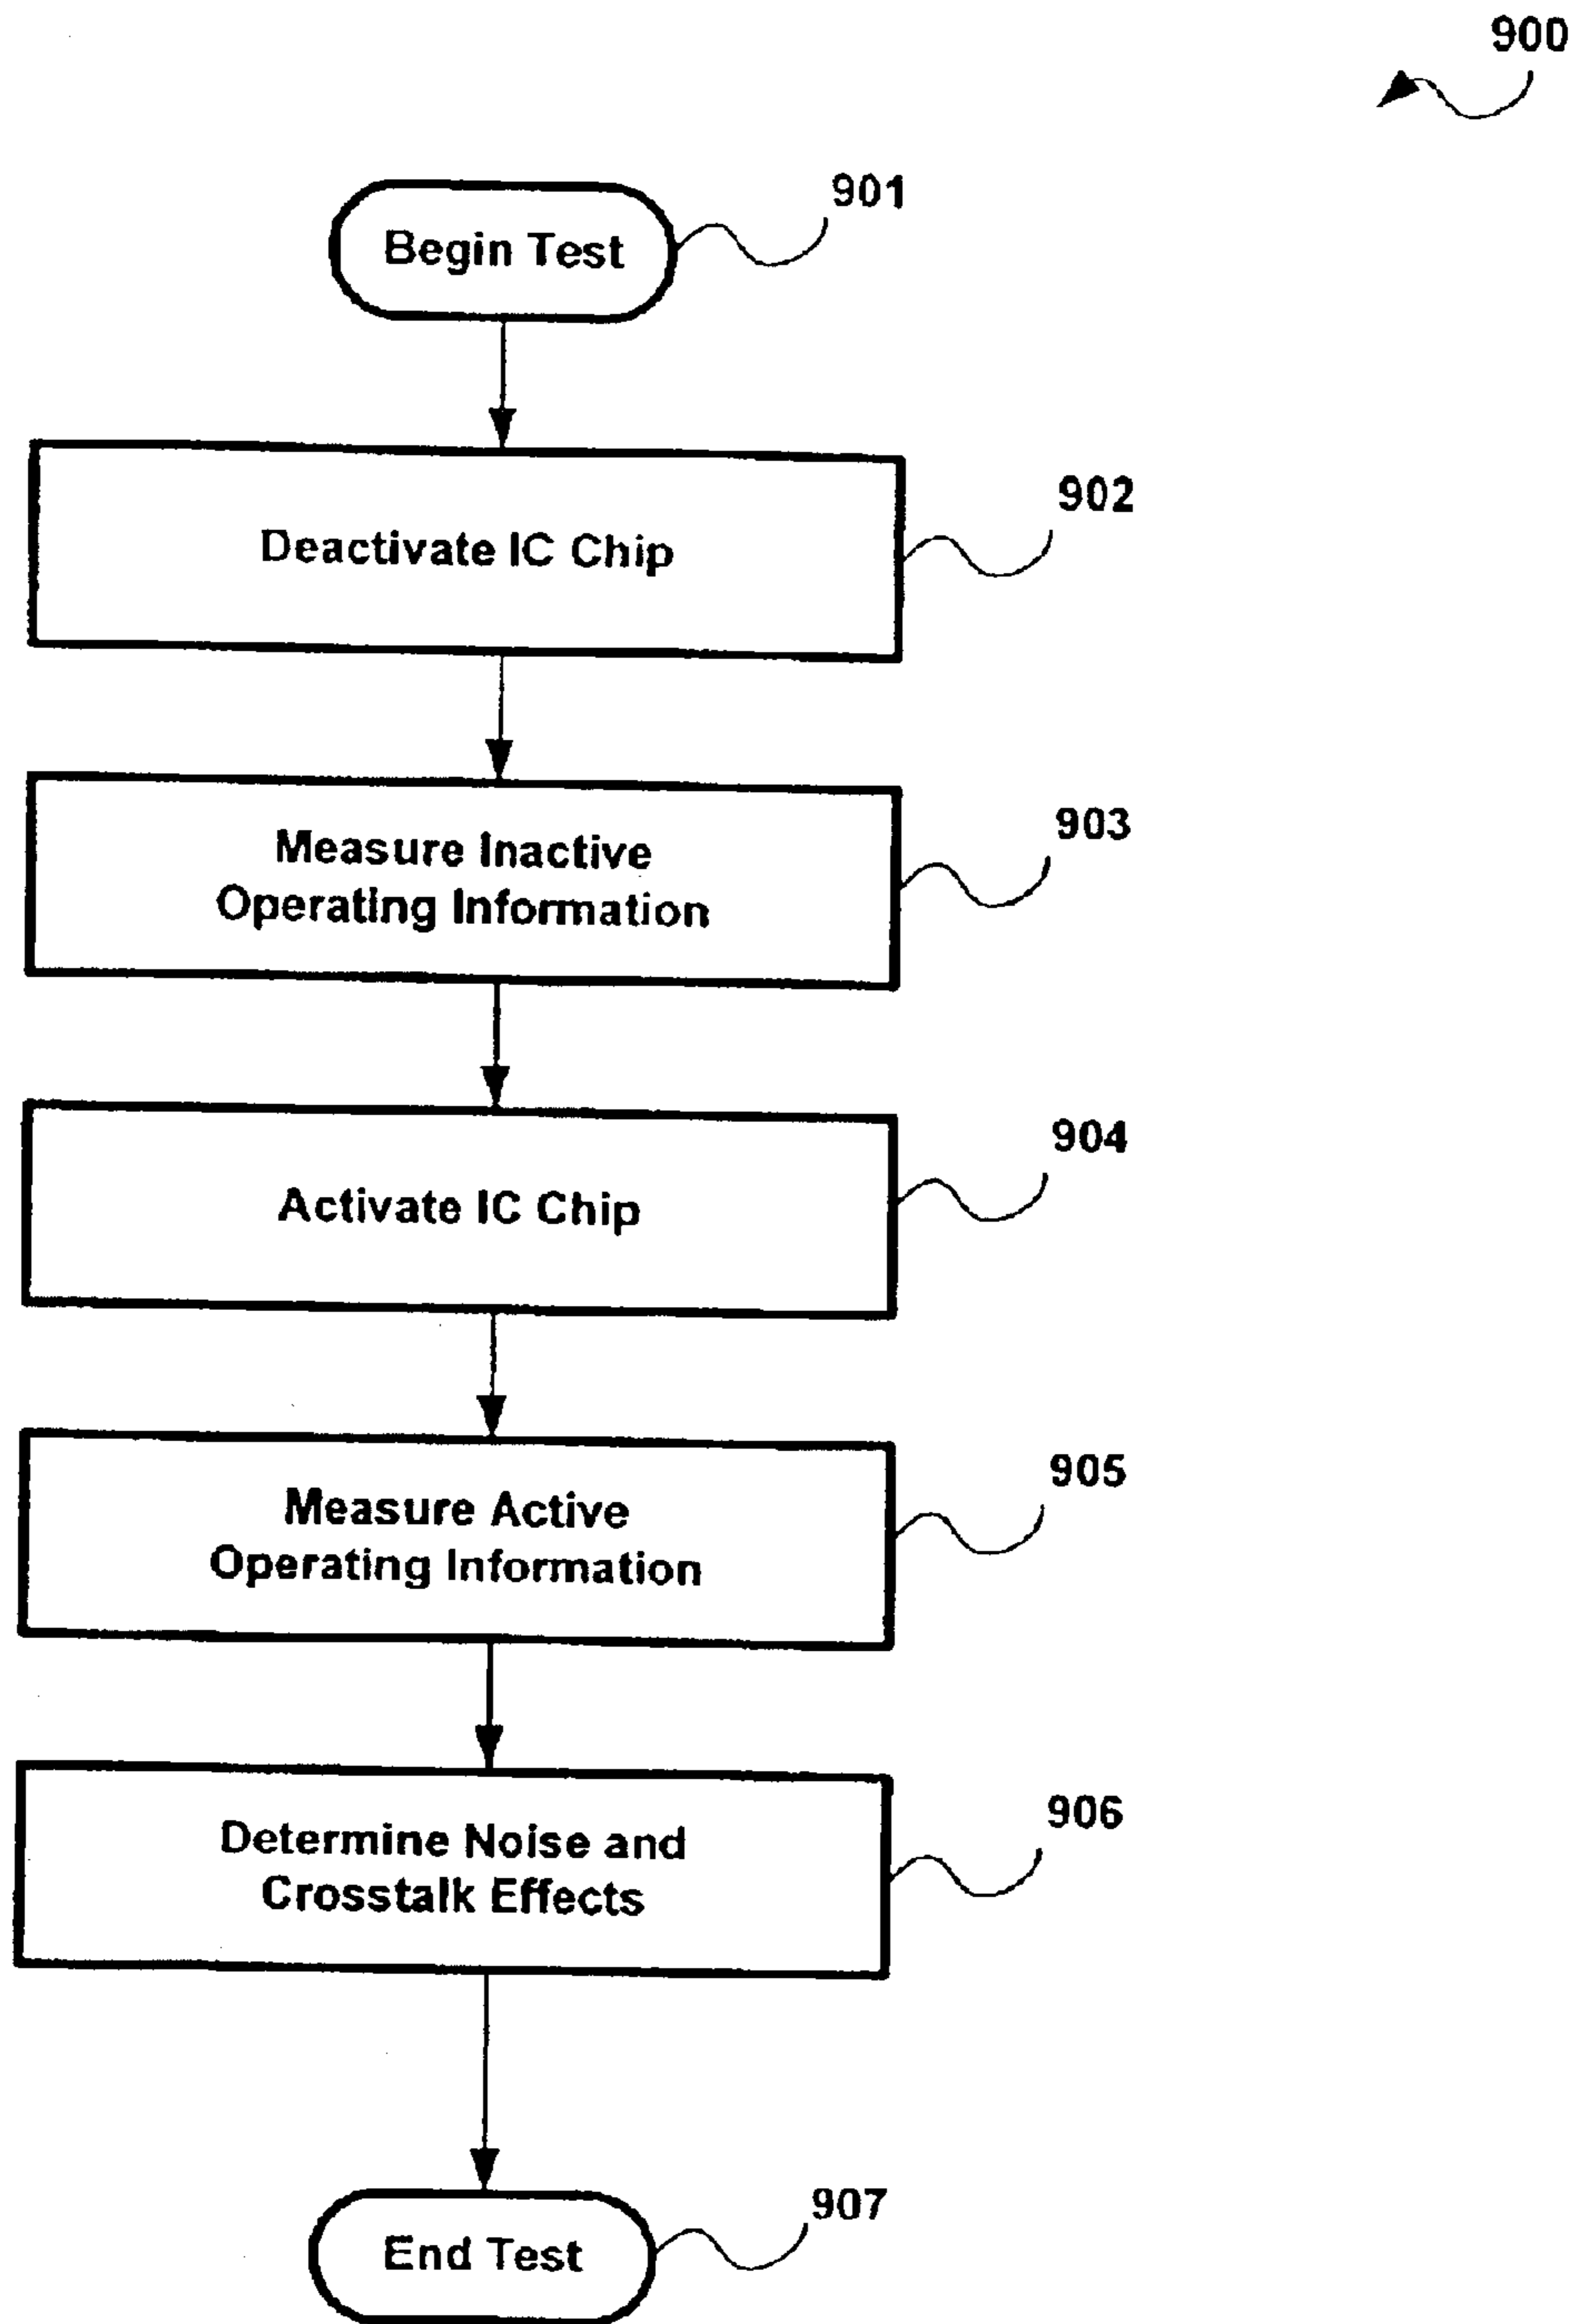 900
901
Begin Test
902
Deactivate IC Chip
903
Measure Inactive
Operating Information
904
Activate IC Chip
905
Measure Active
Operating Information
906
Determine Noise and
Crosstalk Effects
907
End Test